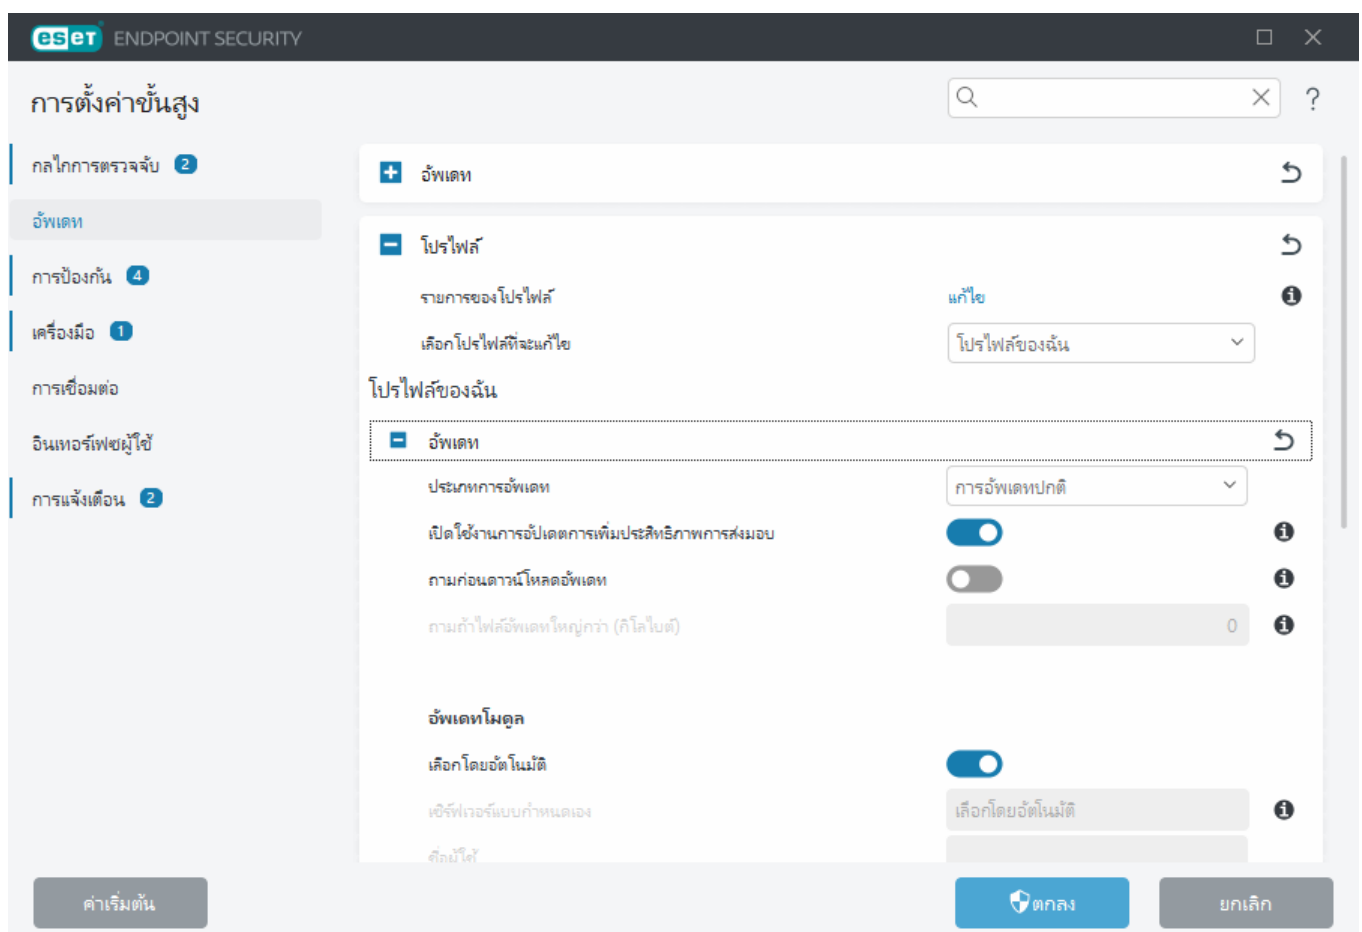 eset ENDPOINT SECURITY
การตั้งค่าขั้นสูง
?
กลไกการตรวจจับ 2
อัพเดท
การป้องกัน 4
เครื่องมือ 1
การเชื่อมต่อ
อินเทอร์เฟซผู้ใช้
การแจ้งเตือน 2
อัพเดท
โปรไฟล์
รายการของโปรไฟล์ แก้ไข
เลือกโปรไฟล์ที่จะแก้ไข โปรไฟล์ของฉัน
โปรไฟล์ของฉัน
อัพเดท
ประเภทการอัพเดท การอัพเดทปกติ
เปิดใช้งานการอัปเดตการเพิ่มประสิทธิภาพการส่งมอบ
ถามก่อนดาวน์โหลดอัพเดท
ถามถ้าไฟล์อัพเดทใหญ่กว่า (กิโลไบต์) 0
อัพเดทโมดูล
เลือกโดยอัตโนมัติ
เซิร์ฟเวอร์แบบกำหนดเอง เลือกโดยอัตโนมัติ
ชื่อผู้ใช้
ค่าเริ่มต้น ตกลง ยกเลิก